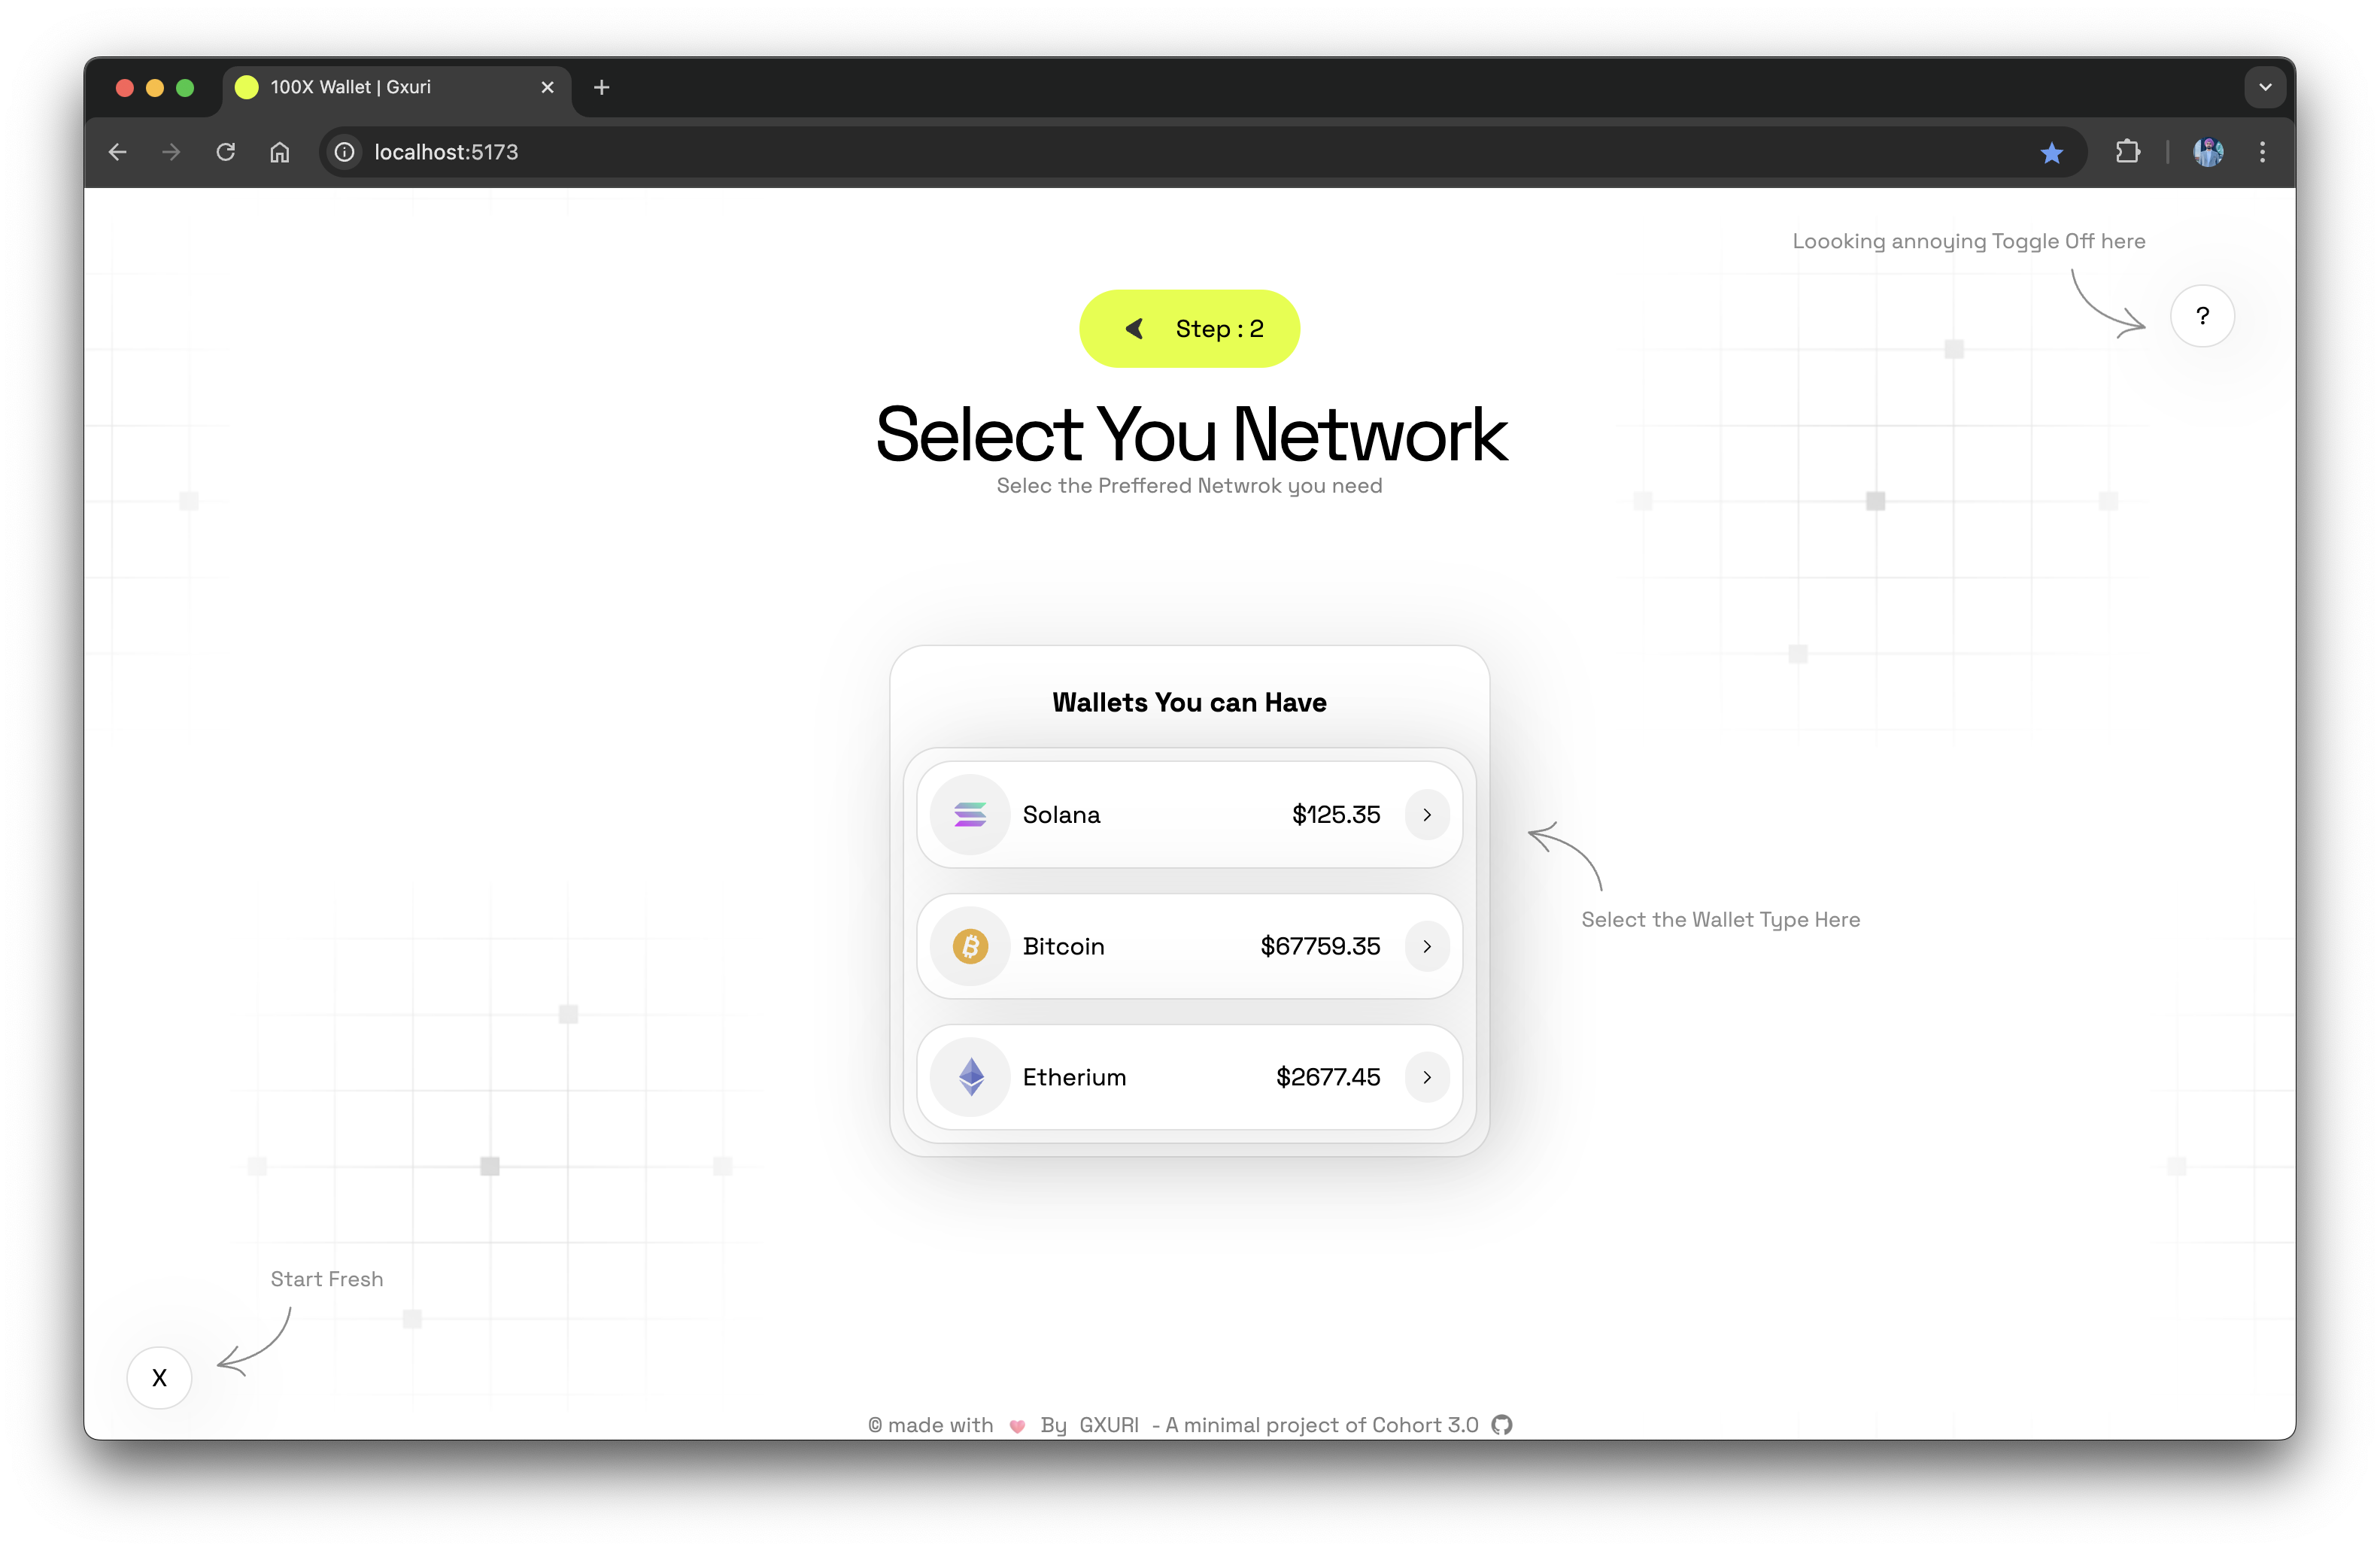 100X Wallet | Gxuri
localhost:5173
Loooking annoying Toggle Off here
?
Step : 2
Select You Network
Selec the Preffered Netwrok you need
Wallets You can Have
Solana $125.35
Bitcoin $67759.35
Etherium $2677.45
Select the Wallet Type Here
Start Fresh
X
© made with By GXURI - A minimal project of Cohort 3.0